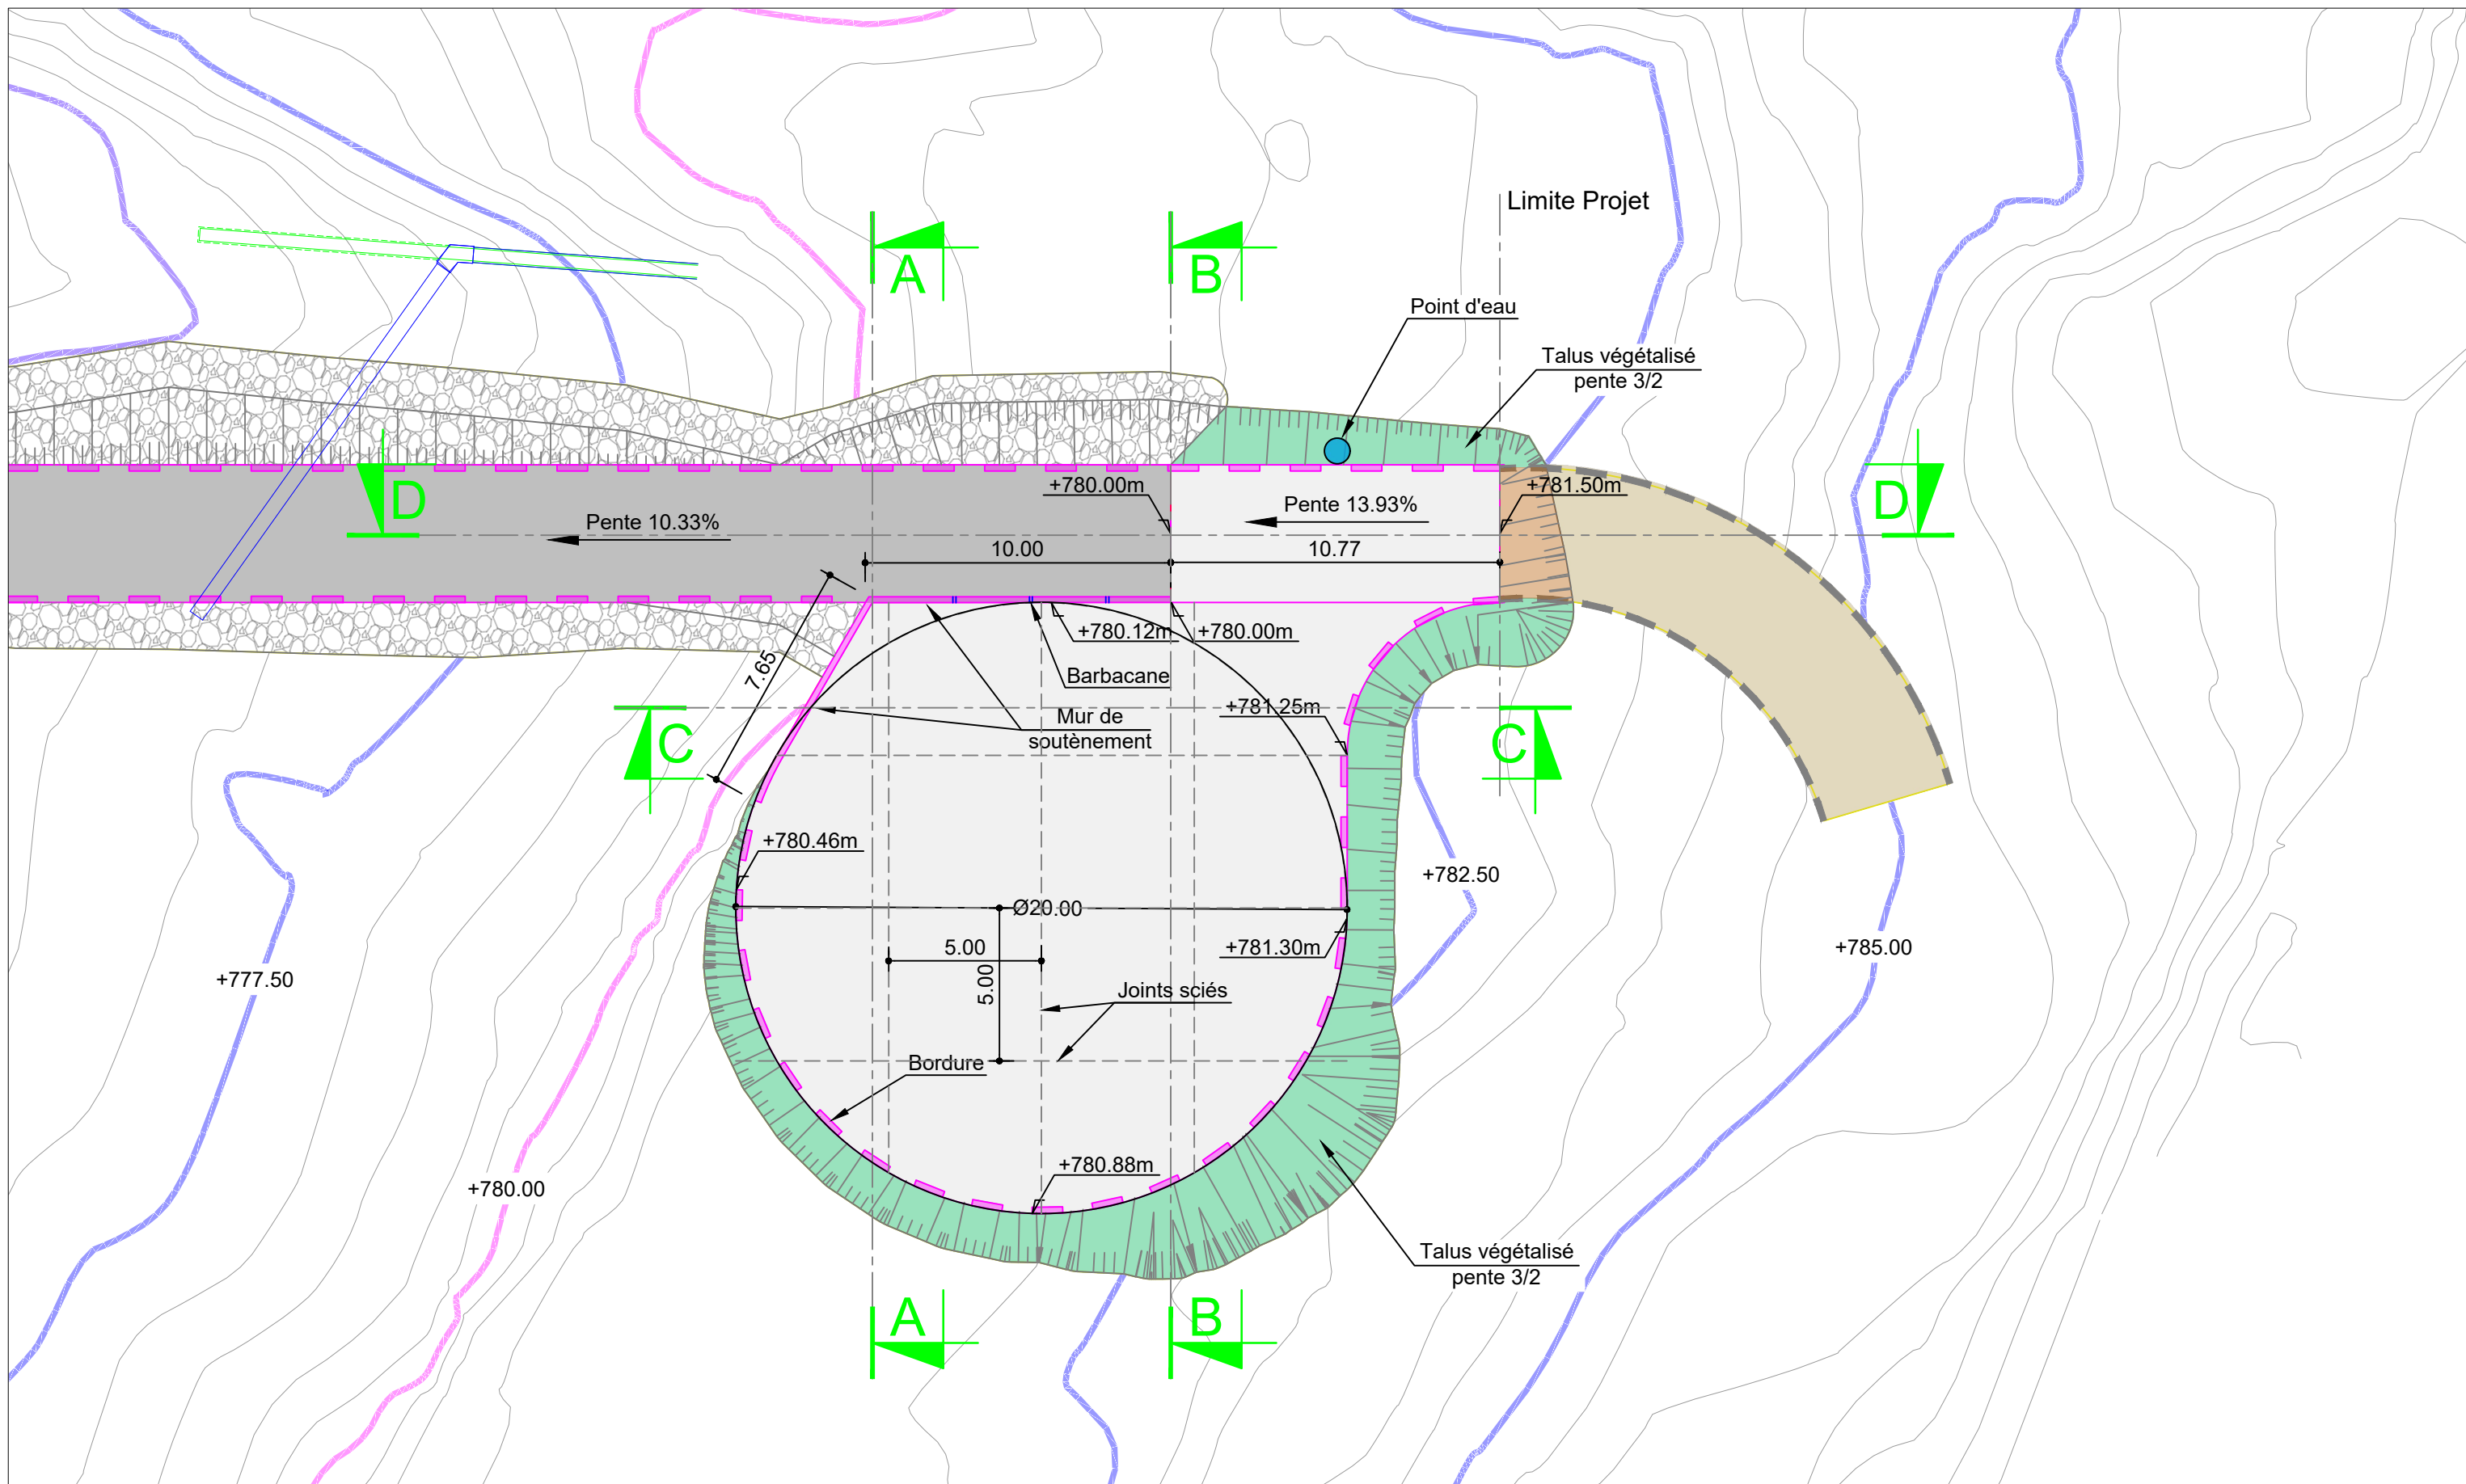 Limite Projet
A
B
Point d'eau
Talus végétalisé
pente 3/2
D
D
+780.00m
+781.50m
Pente 13.93%
Pente 10.33%
10.00
10.77
+780.12m
+780.00m
7.65
Barbacane
+781.25m
Mur de
soutènement
C
C
+780.46m
+782.50
Ø20.00
5.00
+781.30m
+785.00
5.00
+777.50
Joints sciés
Bordure
+780.88m
+780.00
Talus végétalisé
pente 3/2
A
B